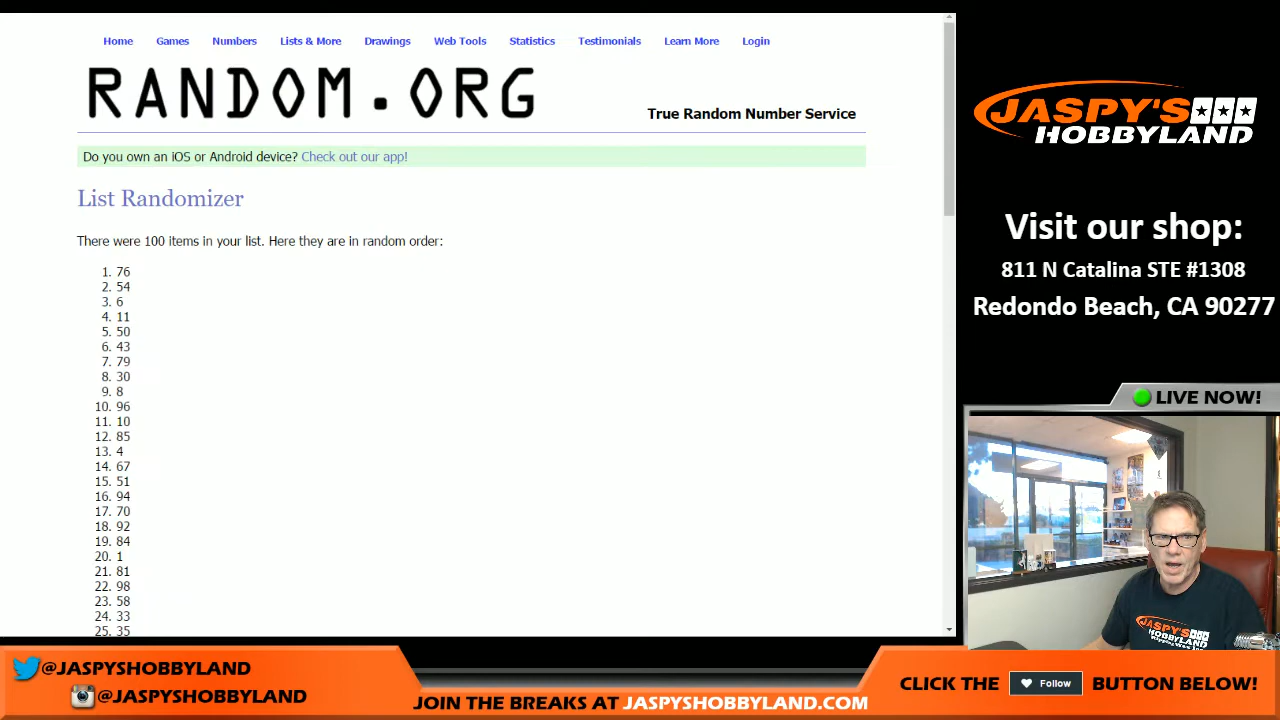 Home Games Numbers Lists & More Drawings Web Tools Statistics Testimonials Learn More Login
RANDOM.ORG
True Random Number Service
Do you own an iOS or Android device? Check out our app!
List Randomizer
There were 100 items in your list. Here they are in random order:
1. 76
2. 54
3. 6
4. 11
5. 50
6. 43
7. 79
8. 30
9. 8
10. 96
11. 10
12. 85
13. 4
14. 67
15. 51
16. 94
17. 70
18. 92
19. 84
20. 1
21. 81
22. 98
23. 58
24. 33
25. 35
JASPY'S
HOBBYLAND
Visit our shop:
811 N Catalina STE #1308
Redondo Beach, CA 90277
LIVE NOW!
JASPY'S
HOBBYLAND
@JASPYSHOBBYLAND
@JASPYSHOBBYLAND
JOIN THE BREAKS AT JASPYSHOBBYLAND.COM
CLICK THE Follow BUTTON BELOW!